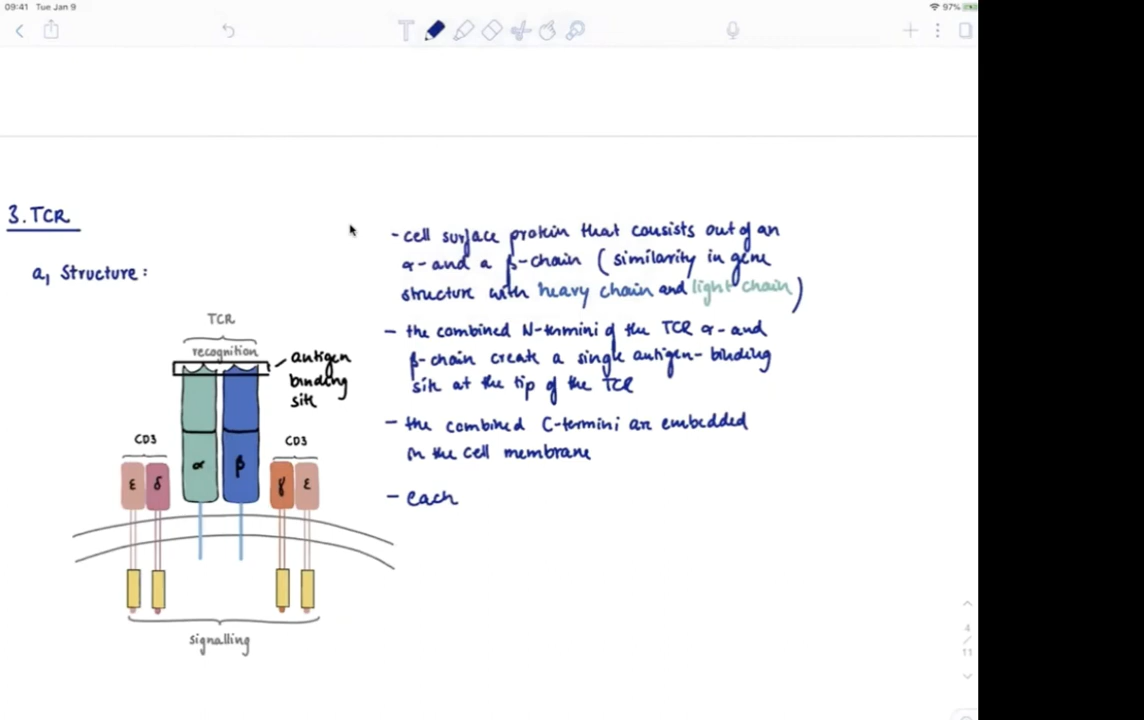 09:41 Tue Jan 9
97%
T
3. TCR
a, Structure:
TCR
recognition
antigen
binding
site
CD3
CD3
α
β
ε
δ
γ
ε
signalling
- cell surface protein that consists out of an
α- and a β-chain (similarity in gene
structure with heavy chain and light chain)
- the combined N-termini of the TCR α- and
β-chain create a single antigen-binding
site at the tip of the TCR
- the combined C-termini are embedded
in the cell membrane
- each
4
/
11